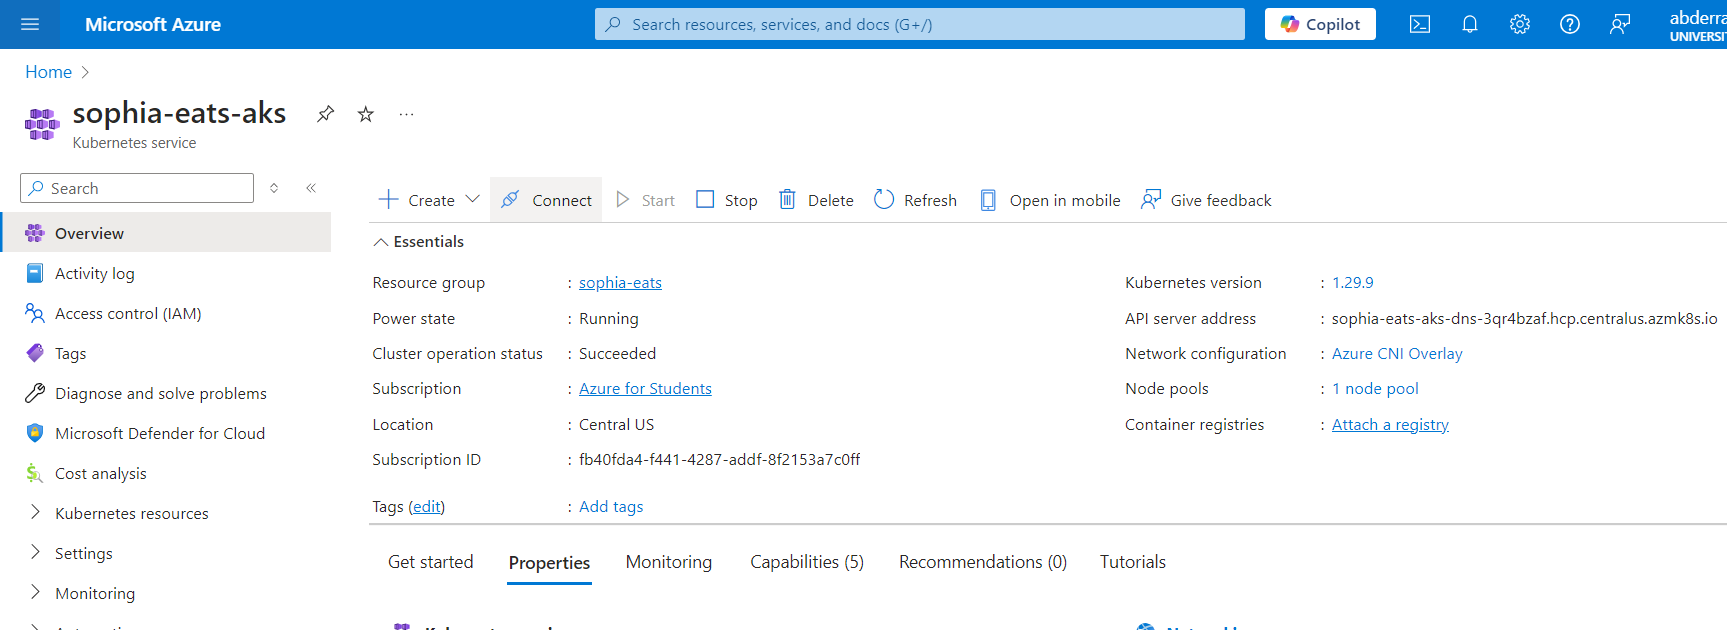 Microsoft Azure
Search resources, services, and docs (G+/)
Copilot
abderra
UNIVERSIT
Home
sophia-eats-aks
Kubernetes service
Search
Create
Connect
Start
Stop
Delete
Refresh
Open in mobile
Give feedback
Overview
Activity log
Access control (IAM)
Tags
Diagnose and solve problems
Microsoft Defender for Cloud
Cost analysis
Kubernetes resources
Settings
Monitoring
Essentials
Resource group : sophia-eats
Power state : Running
Cluster operation status : Succeeded
Subscription : Azure for Students
Location : Central US
Subscription ID : fb40fda4-f441-4287-addf-8f2153a7c0ff
Tags (edit) : Add tags
Kubernetes version : 1.29.9
API server address : sophia-eats-aks-dns-3qr4bzaf.hcp.centralus.azmk8s.io
Network configuration : Azure CNI Overlay
Node pools : 1 node pool
Container registries : Attach a registry
Get started
Properties
Monitoring
Capabilities (5)
Recommendations (0)
Tutorials